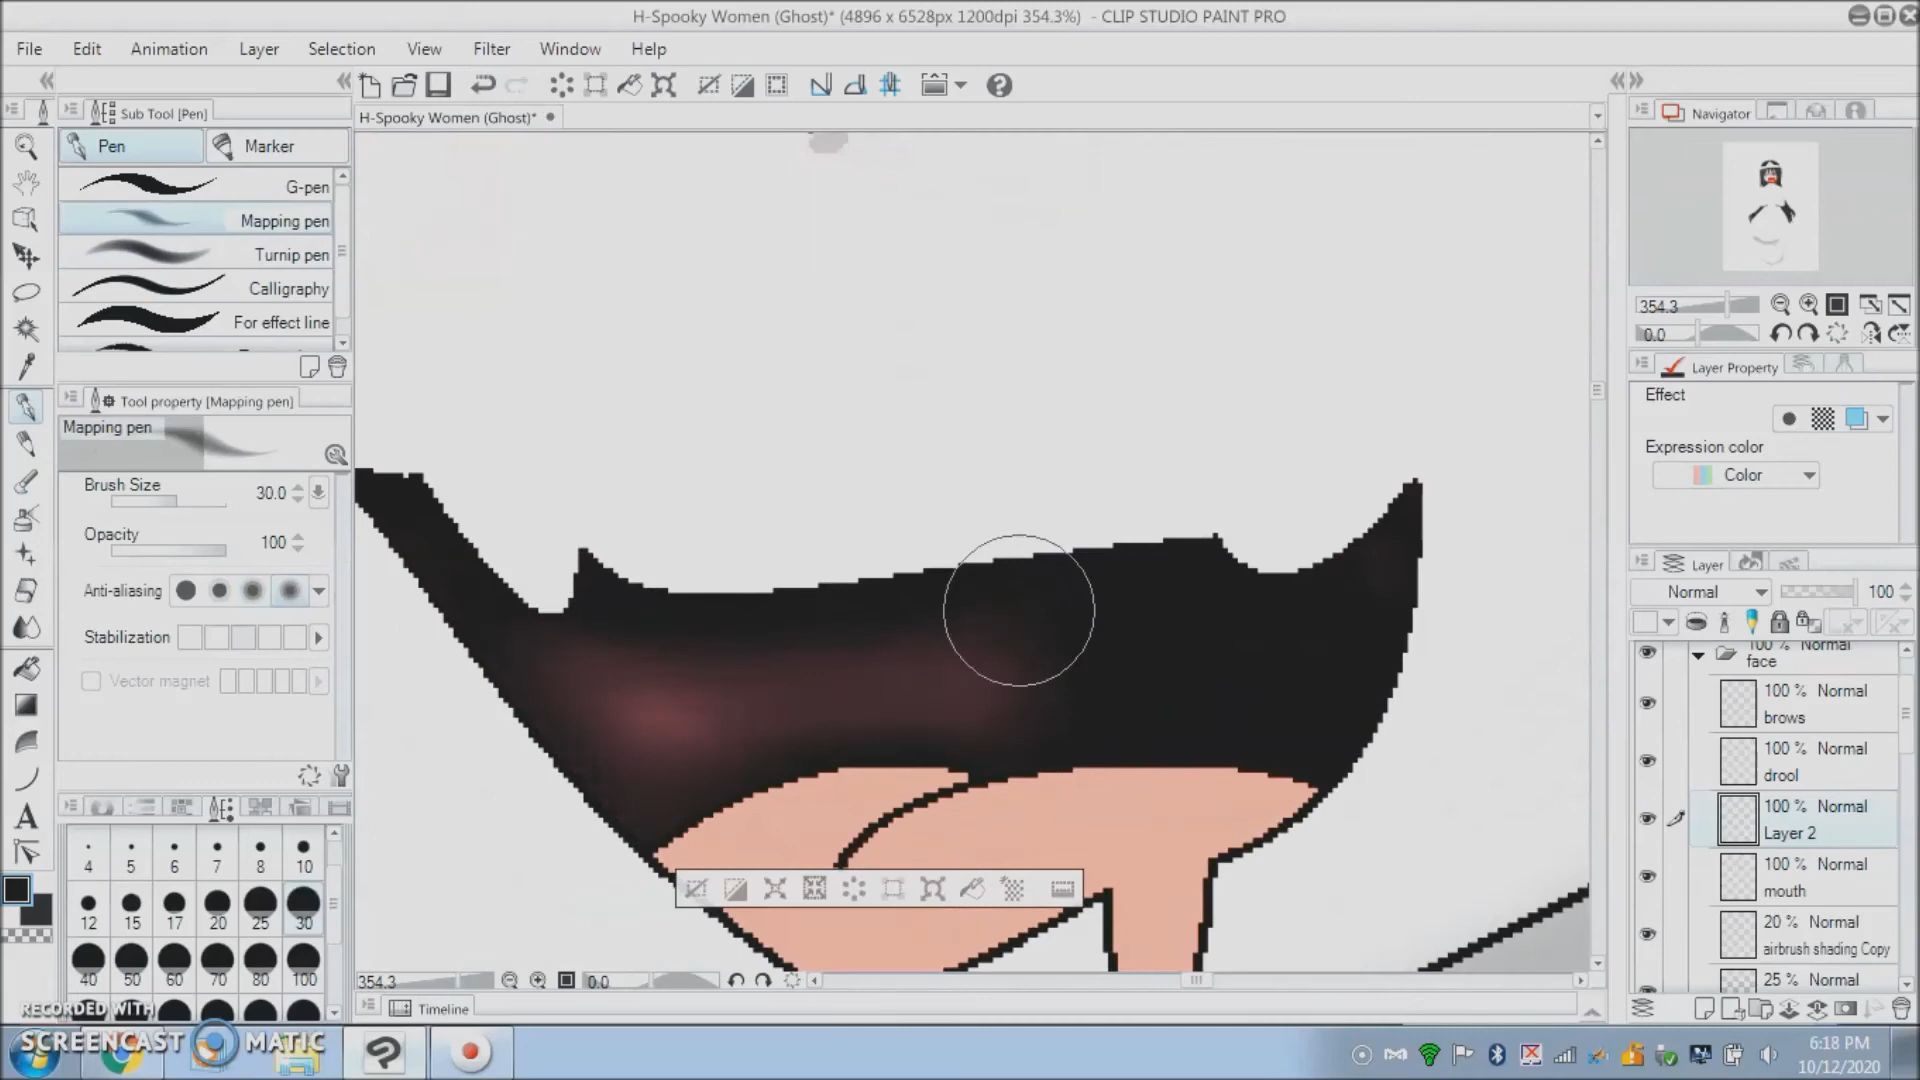 H-Spooky Women (Ghost)* (4896 x 6528px 1200dpi 354.3%) - CLIP STUDIO PAINT PRO
File Edit Animation Layer Selection View Filter Window Help
Sub Tool [Pen]
H-Spooky Women (Ghost)*
Navigator
Pen
Marker
G-pen
Mapping pen
Turnip pen
Calligraphy
For effect line
354.3
0.0
Tool property [Mapping pen]
Mapping pen
Layer Property
Effect
Expression color
Color
Brush Size 30.0
Opacity 100
Anti-aliasing
Stabilization
Vector magnet
Layer
Normal 100
100 % Normal
face
100 % Normal
brows
100 % Normal
drool
100 % Normal
Layer 2
100 % Normal
mouth
20 % Normal
airbrush shading Copy
25 % Normal
4 5 6 7 8 10
12 15 17 20 25 30
40 50 60 70 80 100
354.3 0.0
Timeline
RECORDED WITH
SCREENCAST MATIC
6:18 PM
10/12/2020